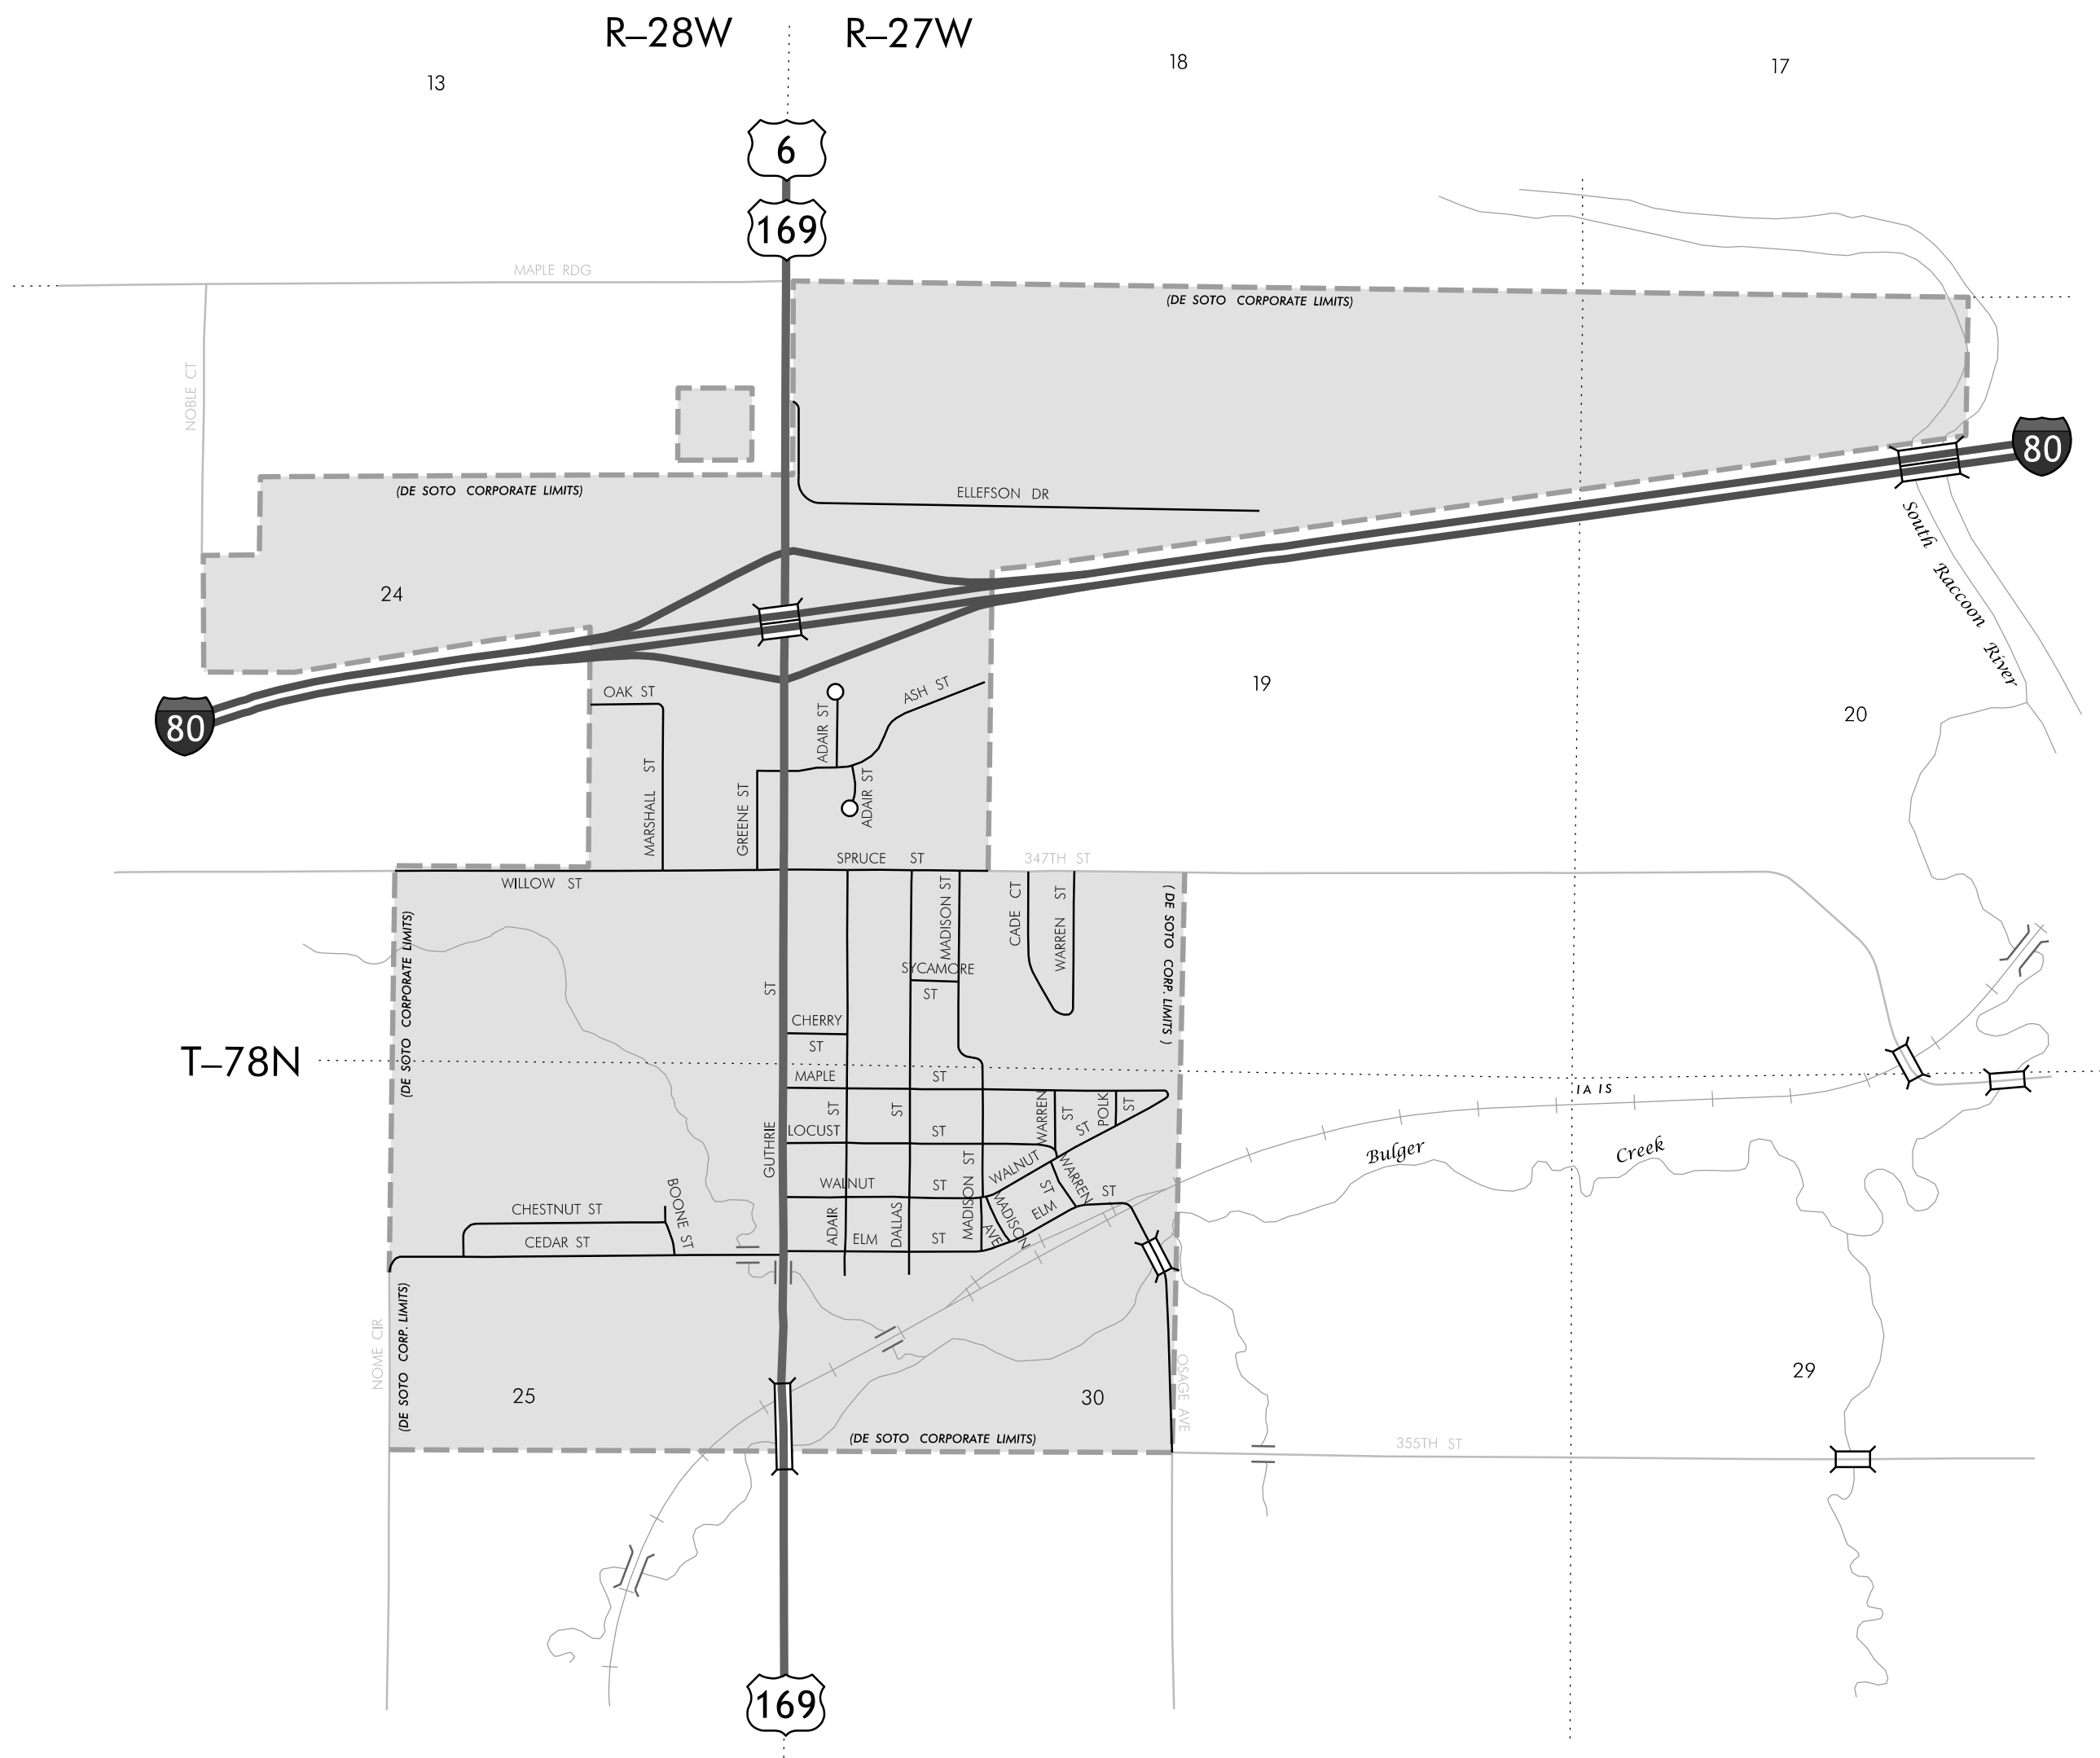 R–28W R–27W
13
18
17
6
169
MAPLE RDG
(DE SOTO CORPORATE LIMITS)
NOBLE CT
80
(DE SOTO CORPORATE LIMITS)
ELLEFSON DR
South Raccoon River
24
80
OAK ST
ADAIR ST
ASH ST
19
20
MARSHALL ST
GREENE ST
ADAIR ST
SPRUCE ST
347TH ST
WILLOW ST
(DE SOTO CORPORATE LIMITS)
MADISON ST
CADE CT
WARREN ST
(DE SOTO CORP. LIMITS)
SYCAMORE
ST
CHERRY
ST
T–78N
MAPLE ST
IAIS
GUTHRIE ST
ADAIR ST
DALLAS ST
WARREN ST
POLK ST
LOCUST ST
WALNUT ST
Bulger Creek
WALNUT ST
MADISON ST
MADISON AVE
WARREN ST
ELM ST
BOONE ST
CHESTNUT ST
CEDAR ST
ELM ST
NOME CIR
(DE SOTO CORP. LIMITS)
OSAGE AVE
25
30
29
(DE SOTO CORPORATE LIMITS)
355TH ST
169